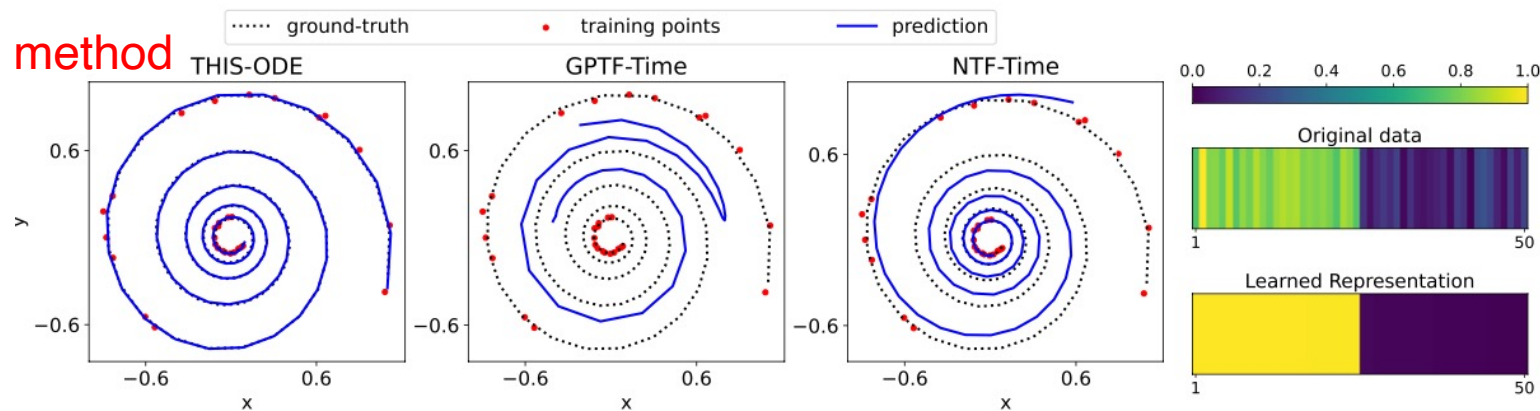 ground-truth training points prediction
method
THIS-ODE GPTF-Time NTF-Time
0.0 0.2 0.4 0.6 0.8 1.0
Original data
0.6 0.6 0.6
y
1 50
Learned Representation
−0.6 −0.6 −0.6
−0.6 0.6 −0.6 0.6 −0.6 0.6
1 50
x x x